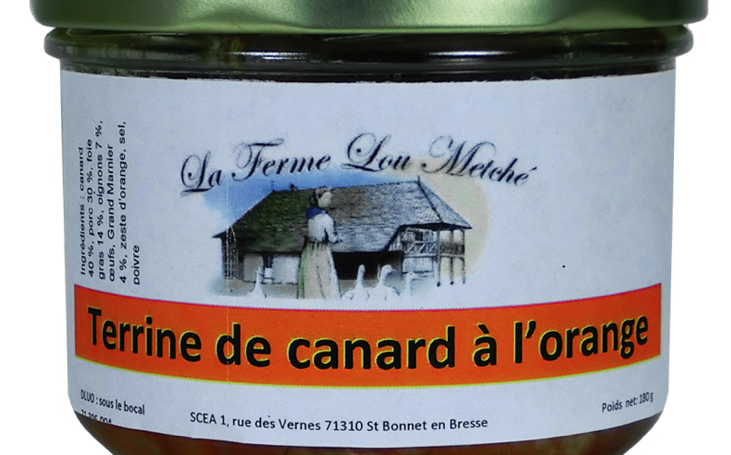 La Ferme Lou Metché
Ingrédients : canard
40 %, porc 30 %, foie
gras 14 %, oignons 7 %,
œufs, Grand Marnier
4 %, zeste d'orange, sel,
poivre
Terrine de canard à l'orange
DLUO : sous le bocal
Poids net: 180 g
SCEA 1, rue des Vernes 71310 St Bonnet en Bresse